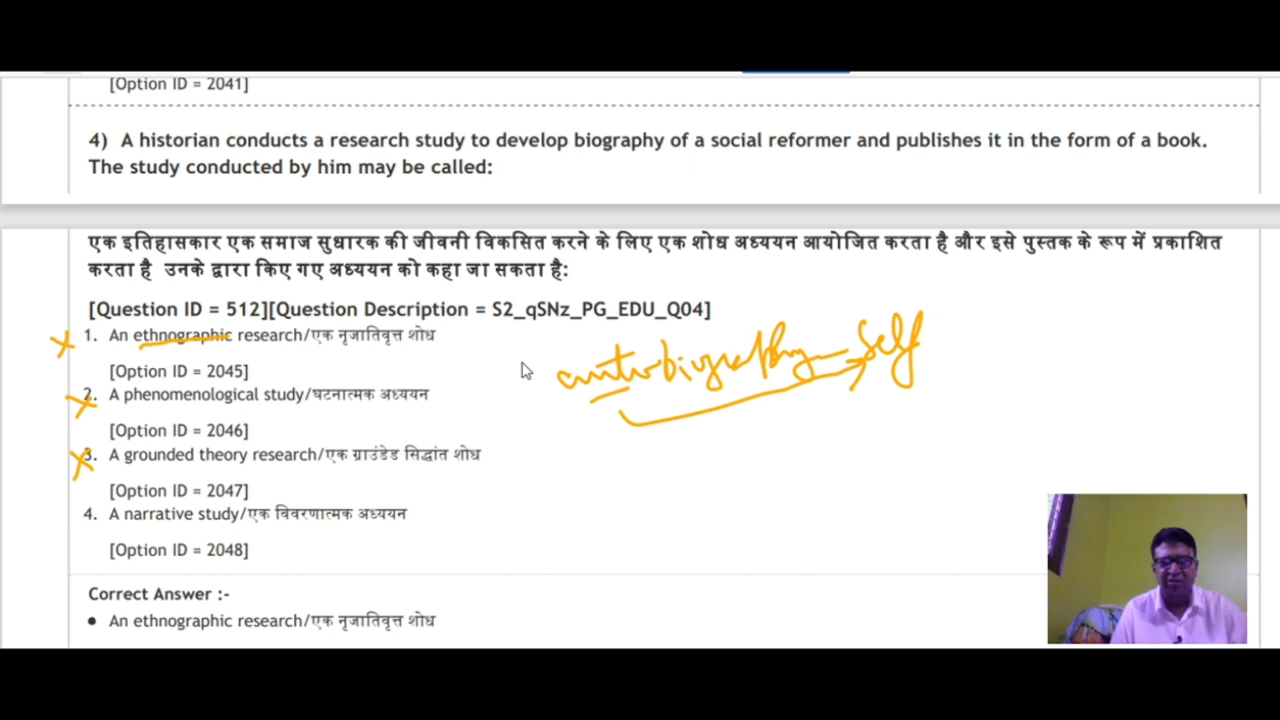 [Option ID = 2041]
4) A historian conducts a research study to develop biography of a social reformer and publishes it in the form of a book.
The study conducted by him may be called:
एक इतिहासकार एक समाज सुधारक की जीवनी विकसित करने के लिए एक शोध अध्ययन आयोजित करता है और इसे पुस्तक के रूप में प्रकाशित
करता है उनके द्वारा किए गए अध्ययन को कहा जा सकता है:
[Question ID = 512][Question Description = S2_qSNz_PG_EDU_Q04]
1. An ethnographic research/एक नृजातिवृत्त शोध
autobiography self
[Option ID = 2045]
2. A phenomenological study/घटनात्मक अध्ययन
[Option ID = 2046]
3. A grounded theory research/एक ग्राउंडेड सिद्धांत शोध
[Option ID = 2047]
4. A narrative study/एक विवरणात्मक अध्ययन
[Option ID = 2048]
Correct Answer :-
• An ethnographic research/एक नृजातिवृत्त शोध